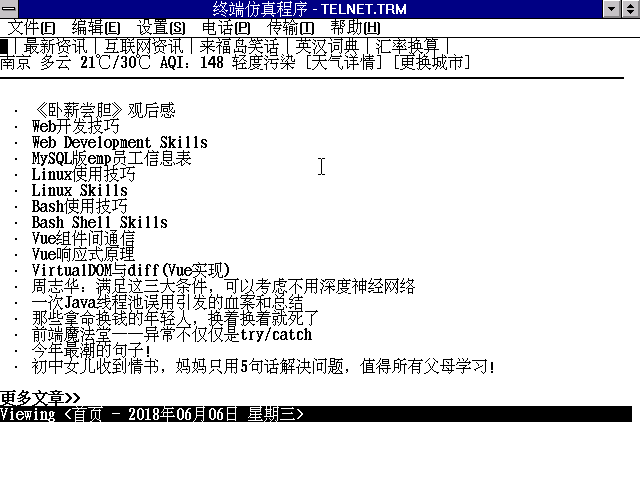 终端仿真程序 - TELNET.TRM
文件(F) 编辑(E) 设置(S) 电话(P) 传输(T) 帮助(H)
| 最新资讯 | 互联网资讯 | 来福岛笑话 | 英汉词典 | 汇率换算 |
南京 多云 21℃/30℃ AQI: 148 轻度污染 [天气详情] [更换城市]
· 《卧薪尝胆》观后感
· Web开发技巧
· Web Development Skills
· MySQL版emp员工信息表
· Linux使用技巧
· Linux Skills
· Bash使用技巧
· Bash Shell Skills
· Vue组件间通信
· Vue响应式原理
· VirtualDOM与diff(Vue实现)
· 周志华: 满足这三大条件, 可以考虑不用深度神经网络
· 一次Java线程池误用引发的血案和总结
· 那些拿命换钱的年轻人, 换着换着就死了
· 前端魔法堂——异常不仅仅是try/catch
· 今年最潮的句子!
· 初中女儿收到情书, 妈妈只用5句话解决问题, 值得所有父母学习!
更多文章>>
Viewing <首页 - 2018年06月06日 星期三>